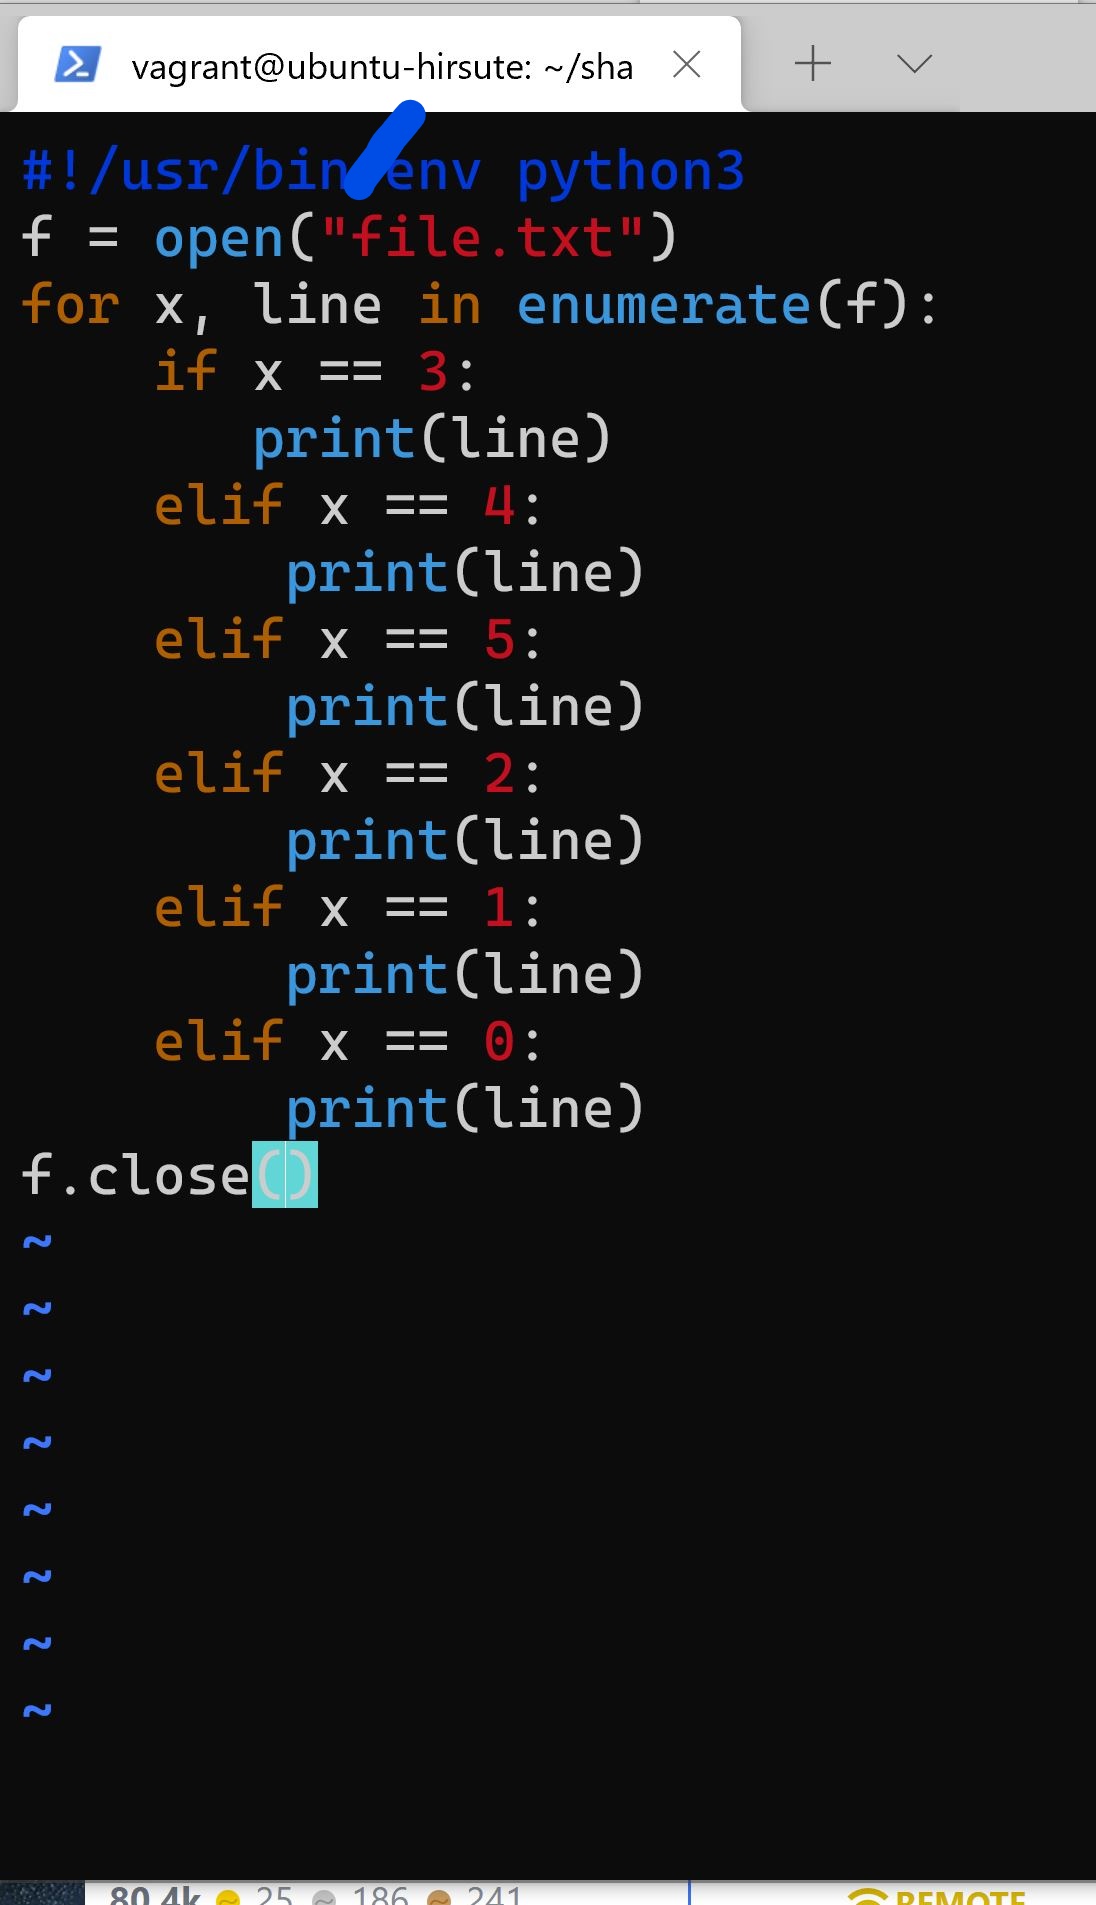 vagrant@ubuntu-hirsute: ~/sha
#!/usr/bin/env python3
f = open("file.txt")
for x, line in enumerate(f):
    if x == 3:
       print(line)
    elif x == 4:
        print(line)
    elif x == 5:
        print(line)
    elif x == 2:
        print(line)
    elif x == 1:
        print(line)
    elif x == 0:
        print(line)
f.close()
~
~
~
~
~
~
~
~
80.4k 25 186 241 REMOTE